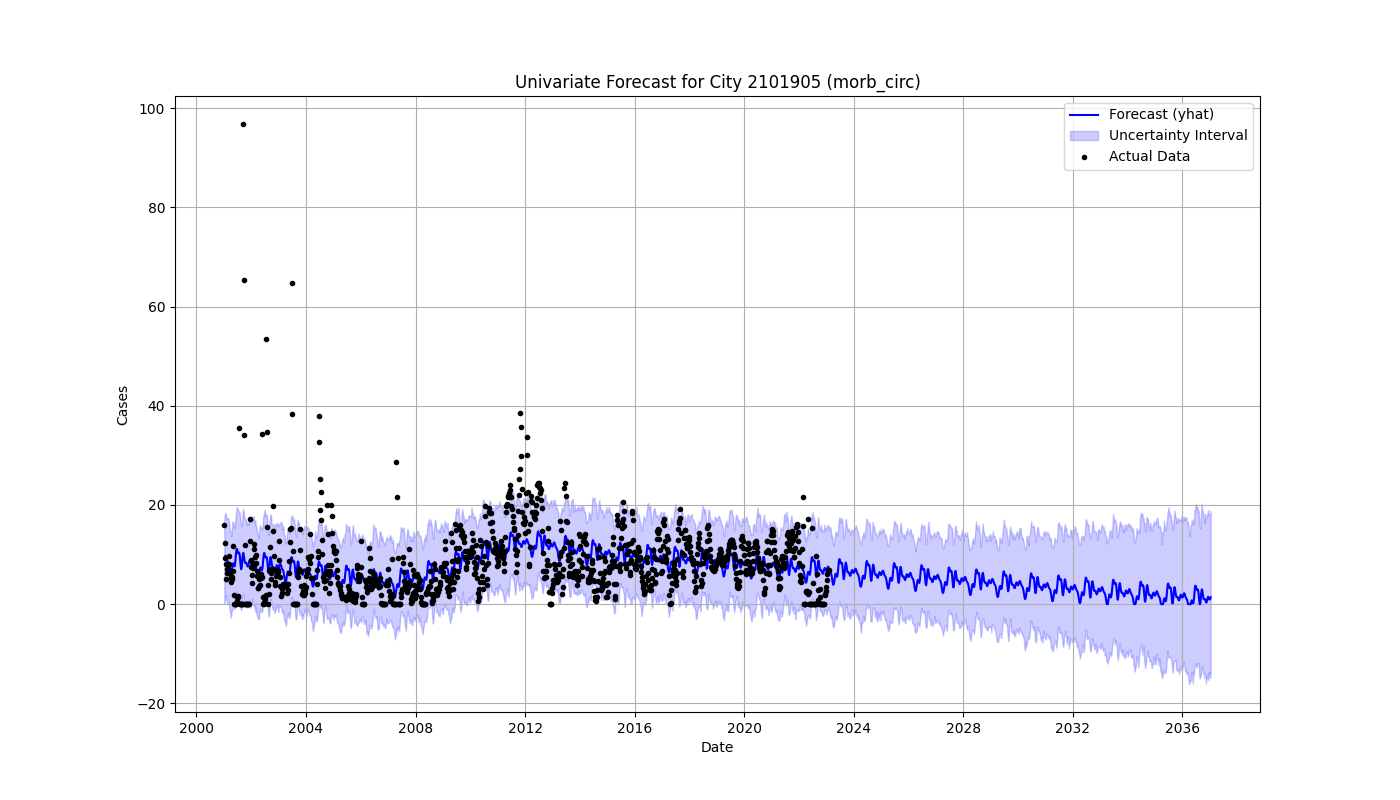 Univariate Forecast for City 2101905 (morb_circ)
Forecast (yhat)
Uncertainty Interval
Actual Data
Cases
100
80
60
40
20
0
−20
2000 2004 2008 2012 2016 2020 2024 2028 2032 2036
Date